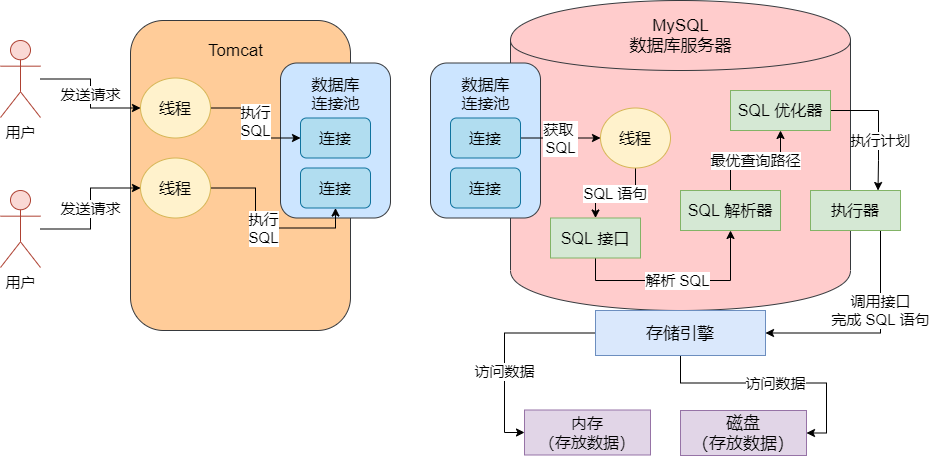 Tomcat
用户
发送请求
线程
执行
SQL
数据库
连接池
连接
连接
用户
发送请求
线程
执行
SQL
MySQL
数据库服务器
数据库
连接池
连接
连接
获取
SQL
线程
SQL 语句
SQL 接口
解析 SQL
SQL 解析器
最优查询路径
SQL 优化器
执行计划
执行器
调用接口
完成 SQL 语句
存储引擎
访问数据
访问数据
内存
（存放数据）
磁盘
（存放数据）